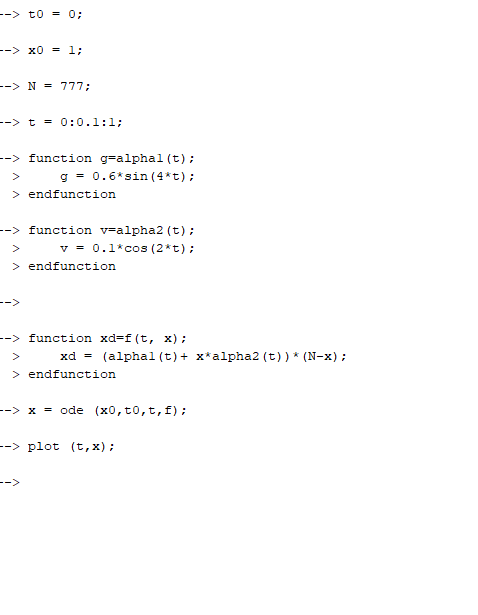 --> t0 = 0;
--> x0 = 1;
--> N = 777;
--> t = 0:0.1:1;
--> function g=alpha1(t);
  >     g = 0.6*sin(4*t);
  > endfunction
--> function v=alpha2(t);
  >     v = 0.1*cos(2*t);
  > endfunction
-->
--> function xd=f(t, x);
  >     xd = (alpha1(t)+ x*alpha2(t))*(N-x);
  > endfunction
--> x = ode (x0,t0,t,f);
--> plot (t,x);
-->